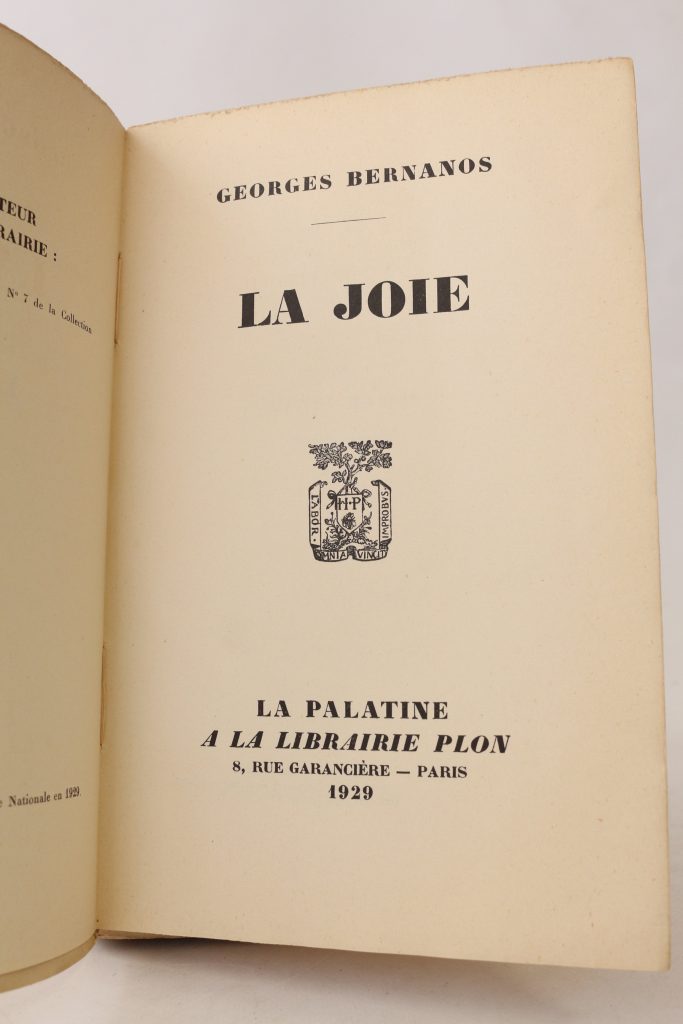 TEUR
RAIRIE :
N° 7 de la Collection
Nationale en 1929.
GEORGES BERNANOS
LA JOIE
H·P
LABOR·
IMPROBVS·
OMNIA VINCIT
LA PALATINE
A LA LIBRAIRIE PLON
8, RUE GARANCIÈRE — PARIS
1929